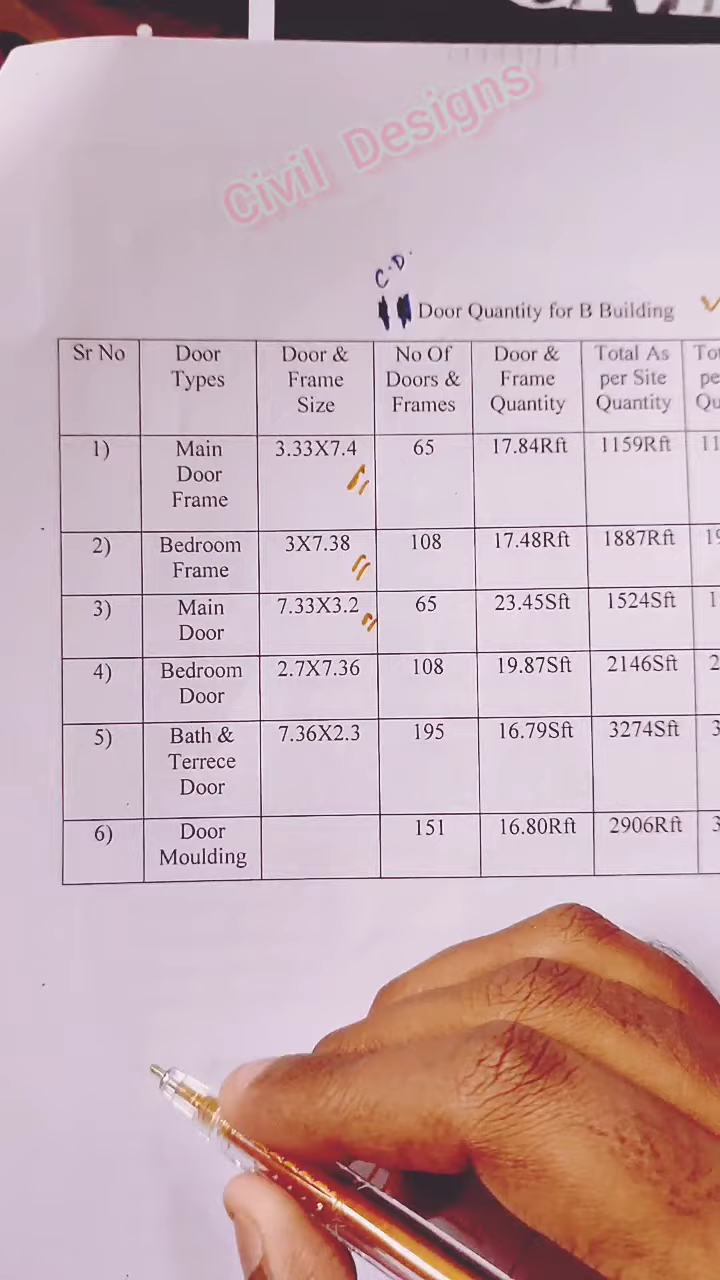 Civil Designs
C.D.
Door Quantity for B Building
Sr No Door Types Door & Frame Size No Of Doors & Frames Door & Frame Quantity Total As per Site Quantity
1) Main Door Frame 3.33X7.4 65 17.84Rft 1159Rft
2) Bedroom Frame 3X7.38 108 17.48Rft 1887Rft
3) Main Door 7.33X3.2 65 23.45Sft 1524Sft
4) Bedroom Door 2.7X7.36 108 19.87Sft 2146Sft
5) Bath & Terrece Door 7.36X2.3 195 16.79Sft 3274Sft
6) Door Moulding 151 16.80Rft 2906Rft